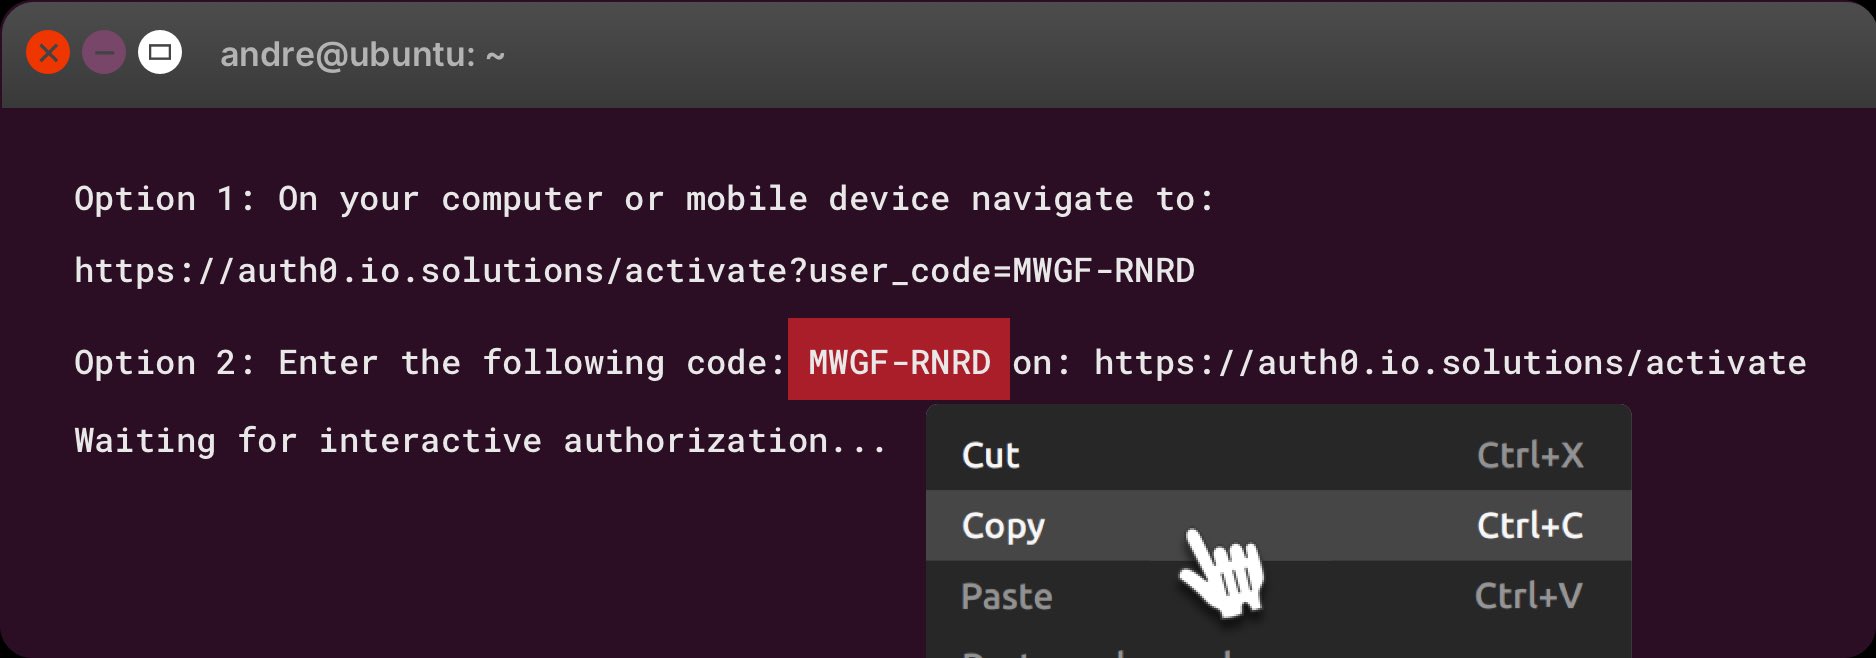 andre@ubuntu: ~
Option 1: On your computer or mobile device navigate to:
https://auth0.io.solutions/activate?user_code=MWGF-RNRD
Option 2: Enter the following code: MWGF-RNRD on: https://auth0.io.solutions/activate
Waiting for interactive authorization...
Cut Ctrl+X
Copy Ctrl+C
Paste Ctrl+V